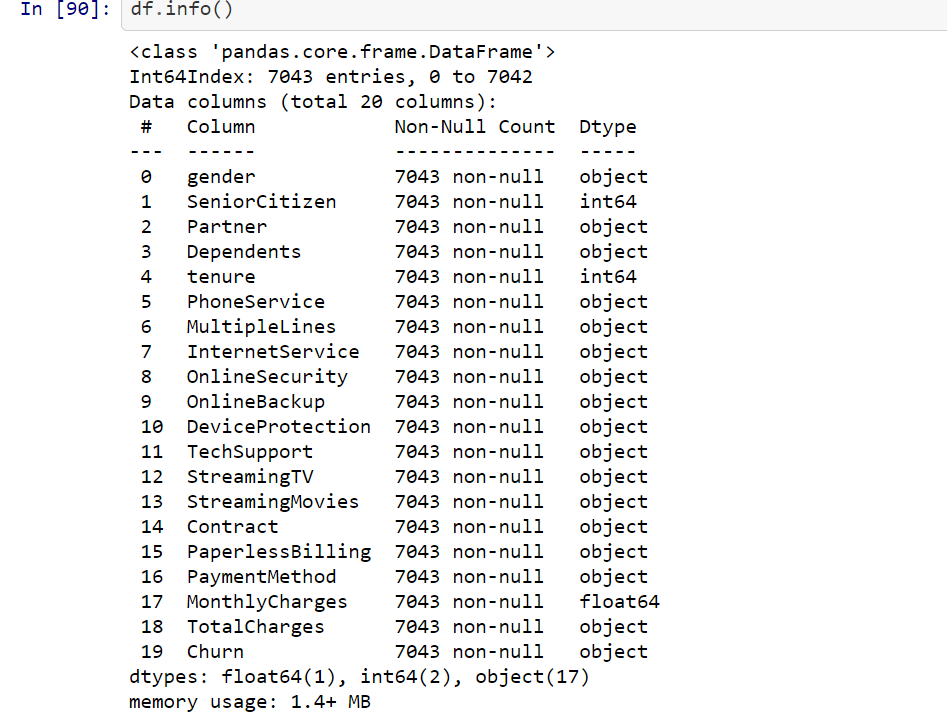 In [90]: df.info()
<class 'pandas.core.frame.DataFrame'>
Int64Index: 7043 entries, 0 to 7042
Data columns (total 20 columns):
 #   Column            Non-Null Count  Dtype
---  ------            --------------  -----
 0   gender            7043 non-null   object
 1   SeniorCitizen     7043 non-null   int64
 2   Partner           7043 non-null   object
 3   Dependents        7043 non-null   object
 4   tenure            7043 non-null   int64
 5   PhoneService      7043 non-null   object
 6   MultipleLines     7043 non-null   object
 7   InternetService   7043 non-null   object
 8   OnlineSecurity    7043 non-null   object
 9   OnlineBackup      7043 non-null   object
 10  DeviceProtection  7043 non-null   object
 11  TechSupport       7043 non-null   object
 12  StreamingTV       7043 non-null   object
 13  StreamingMovies   7043 non-null   object
 14  Contract          7043 non-null   object
 15  PaperlessBilling  7043 non-null   object
 16  PaymentMethod     7043 non-null   object
 17  MonthlyCharges    7043 non-null   float64
 18  TotalCharges      7043 non-null   object
 19  Churn             7043 non-null   object
dtypes: float64(1), int64(2), object(17)
memory usage: 1.4+ MB